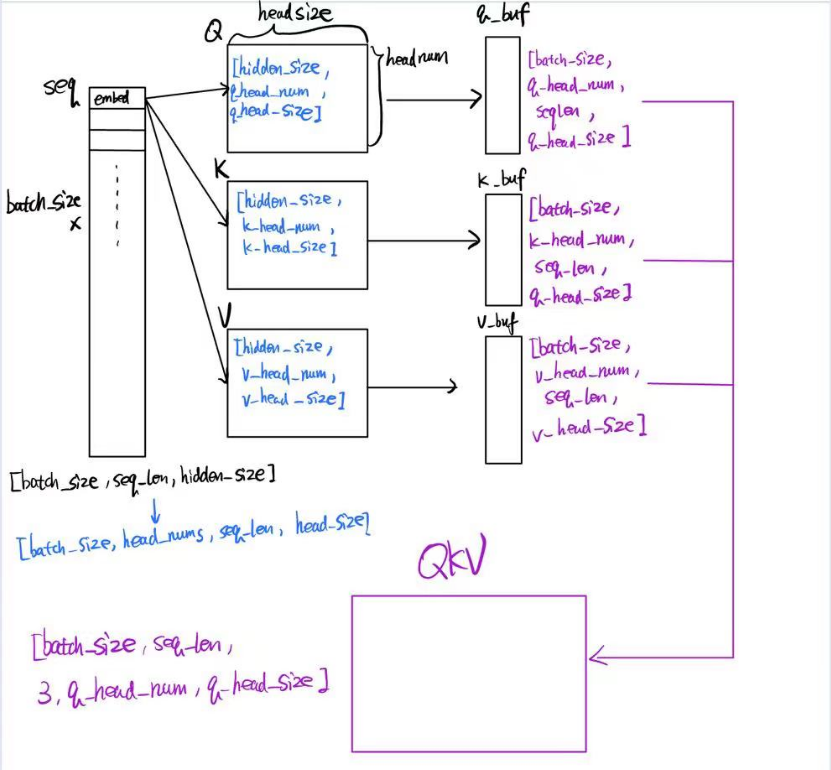 head size
Q
[hidden_size,
q_head_num,
q_head_size]
head num
q_buf
[batch_size,
q_head_num,
seqlen,
q_head_size]
seq
embed
batch_size
x
K
[hidden_size,
k_head_num,
k_head_size]
k_buf
[batch_size,
k_head_num,
seq_len,
q_head_size]
V
[hidden_size,
v_head_num,
v_head_size]
v_buf
[batch_size,
v_head_num,
seq_len,
v_head_size]
[batch_size, seq_len, hidden_size]
[batch_size, head_nums, seq_len, head_size]
QKV
[batch_size, seq_len,
3, q_head_num, q_head_size]